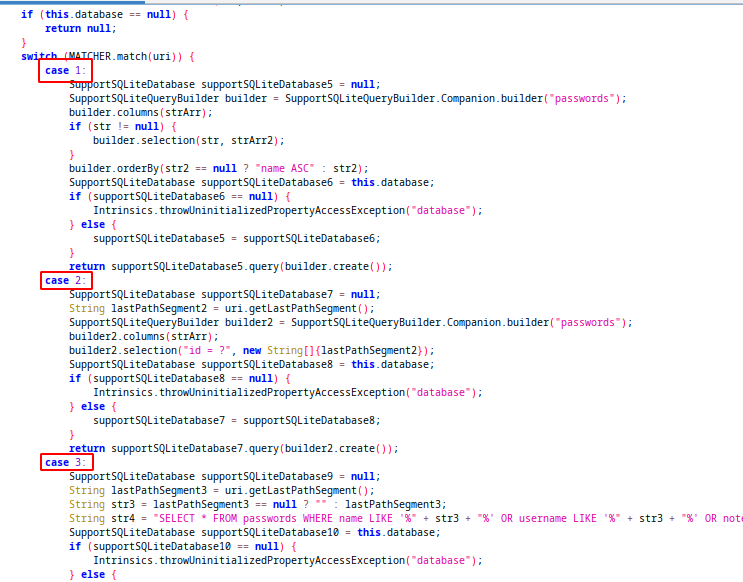 if (this.database == null) {
return null;
}
switch (MATCHER.match(uri)) {
case 1:
SupportSQLiteDatabase supportSQLiteDatabase5 = null;
SupportSQLiteQueryBuilder builder = SupportSQLiteQueryBuilder.Companion.builder("passwords");
builder.columns(strArr);
if (str != null) {
builder.selection(str, strArr2);
}
builder.orderBy(str2 == null ? "name ASC" : str2);
SupportSQLiteDatabase supportSQLiteDatabase6 = this.database;
if (supportSQLiteDatabase6 == null) {
Intrinsics.throwUninitializedPropertyAccessException("database");
} else {
supportSQLiteDatabase5 = supportSQLiteDatabase6;
}
return supportSQLiteDatabase5.query(builder.create());
case 2:
SupportSQLiteDatabase supportSQLiteDatabase7 = null;
String lastPathSegment2 = uri.getLastPathSegment();
SupportSQLiteQueryBuilder builder2 = SupportSQLiteQueryBuilder.Companion.builder("passwords");
builder2.columns(strArr);
builder2.selection("id = ?", new String[]{lastPathSegment2});
SupportSQLiteDatabase supportSQLiteDatabase8 = this.database;
if (supportSQLiteDatabase8 == null) {
Intrinsics.throwUninitializedPropertyAccessException("database");
} else {
supportSQLiteDatabase7 = supportSQLiteDatabase8;
}
return supportSQLiteDatabase7.query(builder2.create());
case 3:
SupportSQLiteDatabase supportSQLiteDatabase9 = null;
String lastPathSegment3 = uri.getLastPathSegment();
String str3 = lastPathSegment3 == null ? "" : lastPathSegment3;
String str4 = "SELECT * FROM passwords WHERE name LIKE '%" + str3 + "%' OR username LIKE '%" + str3 + "%' OR note
SupportSQLiteDatabase supportSQLiteDatabase10 = this.database;
if (supportSQLiteDatabase10 == null) {
Intrinsics.throwUninitializedPropertyAccessException("database");
} else {